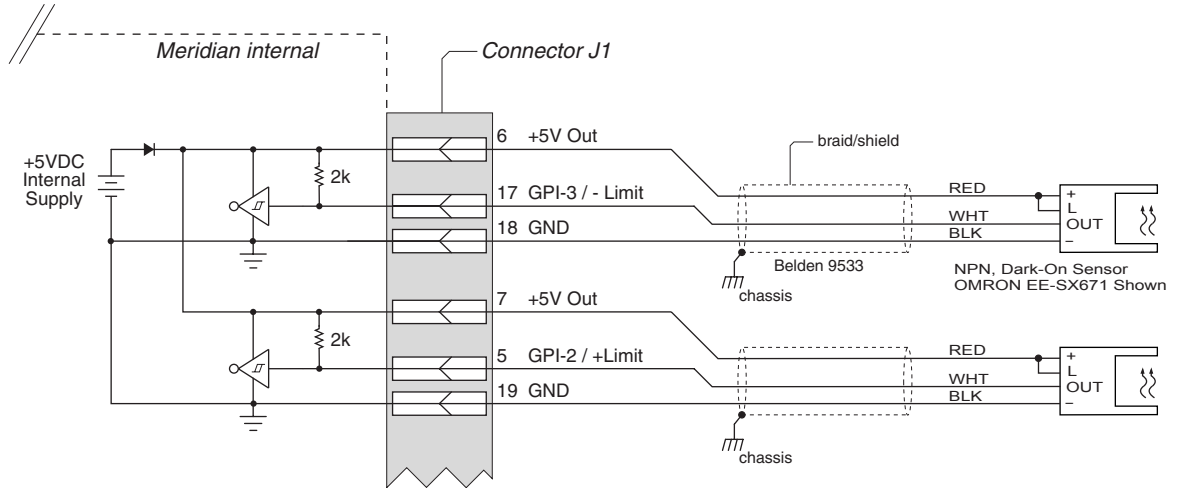 Meridian internal
Connector J1
+5VDC
Internal
Supply
2k
6 +5V Out
17 GPI-3 / - Limit
18 GND
braid/shield
RED
WHT
BLK
+
L
OUT
–
Belden 9533
chassis
NPN, Dark-On Sensor
OMRON EE-SX671 Shown
2k
7 +5V Out
5 GPI-2 / +Limit
19 GND
RED
WHT
BLK
+
L
OUT
–
chassis